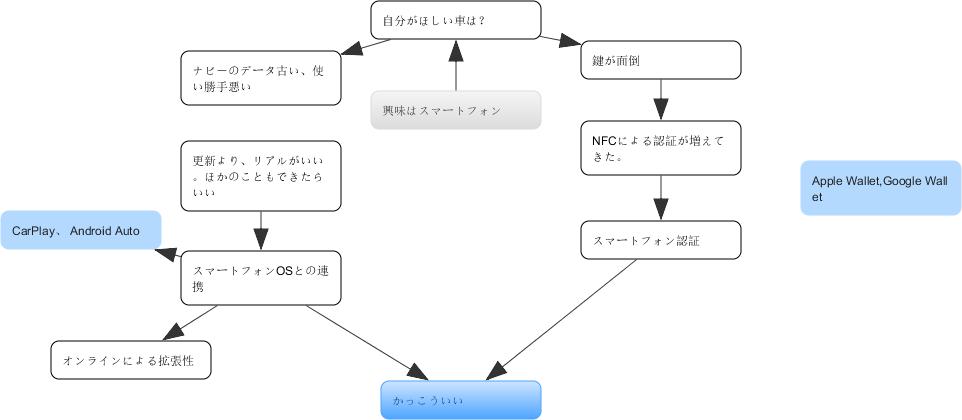 自分がほしい車は？
ナビーのデータ古い、使
い勝手悪い
鍵が面倒
興味はスマートフォン
NFCによる認証が増えて
きた。
更新より、リアルがいい
。ほかのこともできたら
いい
Apple Wallet,Google Wall
et
CarPlay、 Android Auto
スマートフォン認証
スマートフォンOSとの連
携
オンラインによる拡張性
かっこういい